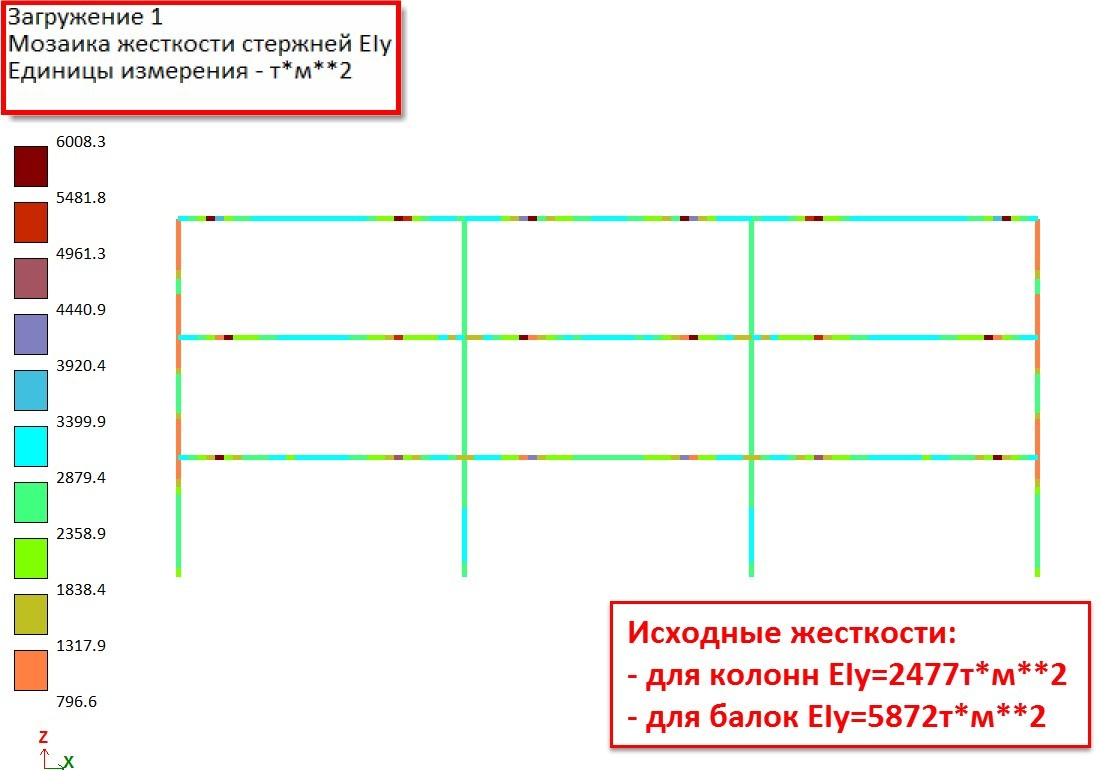 Загружение 1
Мозаика жесткости стержней EIy
Единицы измерения - т*м**2
6008.3
5481.8
4961.3
4440.9
3920.4
3399.9
2879.4
2358.9
1838.4
1317.9
796.6
Исходные жесткости:
- для колонн EIy=2477т*м**2
- для балок EIy=5872т*м**2
Z
X